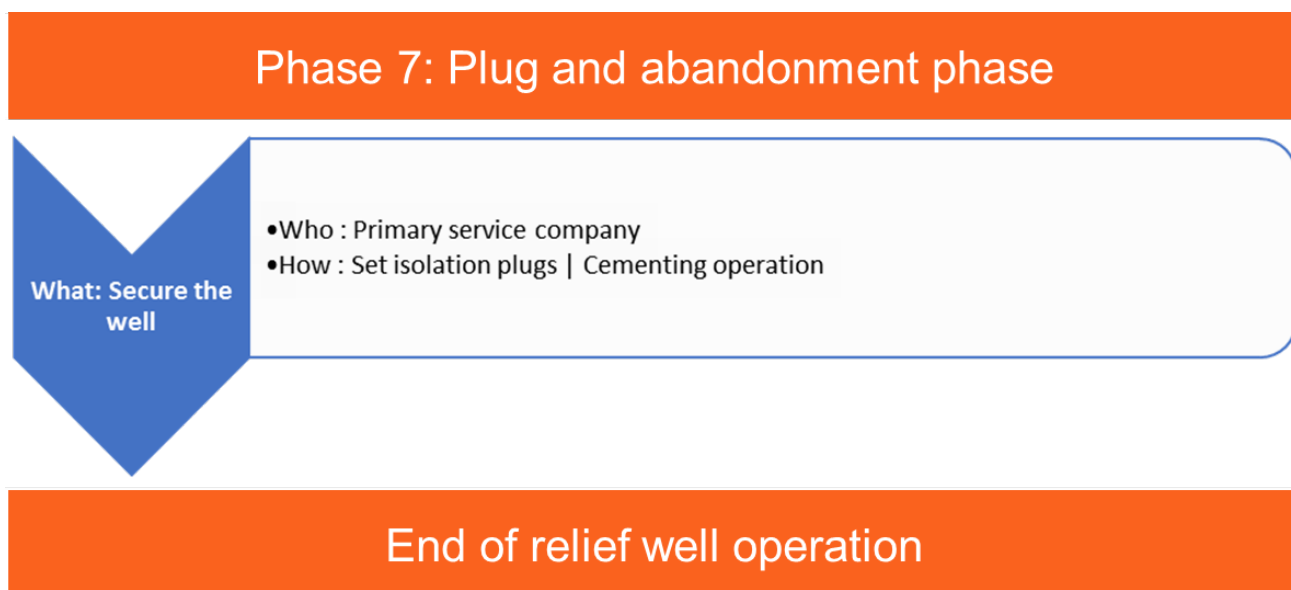 Phase 7: Plug and abandonment phase
What: Secure the
well
•Who : Primary service company
•How : Set isolation plugs | Cementing operation
End of relief well operation